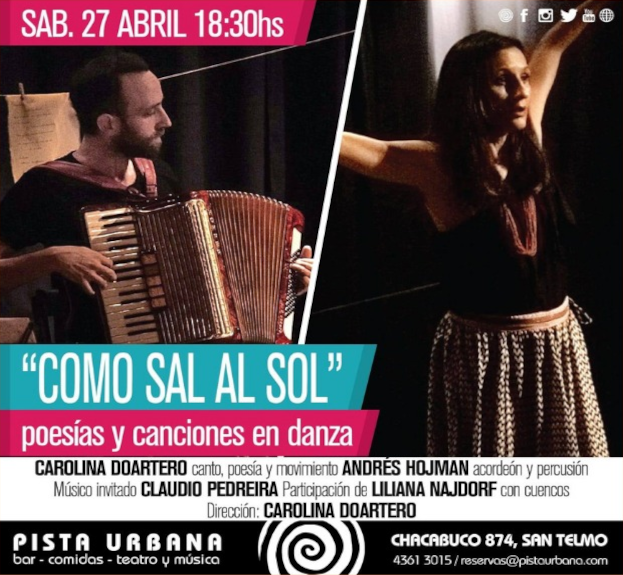 SAB. 27 ABRIL 18:30hs
“COMO SAL AL SOL”
poesías y canciones en danza
CAROLINA DOARTERO canto, poesía y movimiento ANDRÉS HOJMAN acordeón y percusión
Músico invitado CLAUDIO PEDREIRA Participación de LILIANA NAJDORF con cuencos
Dirección: CAROLINA DOARTERO
PISTA URBANA
bar - comidas - teatro y música
CHACABUCO 874, SAN TELMO
4361 3015 / reservas@pistaurbana.com